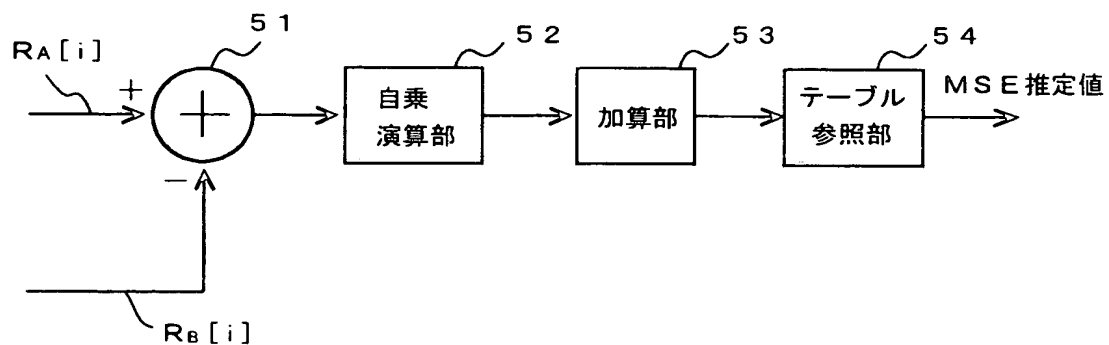 51
52
53
54
RA[i]
+
+
自乗
演算部
加算部
テーブル
参照部
MSE推定値
−
RB[i]